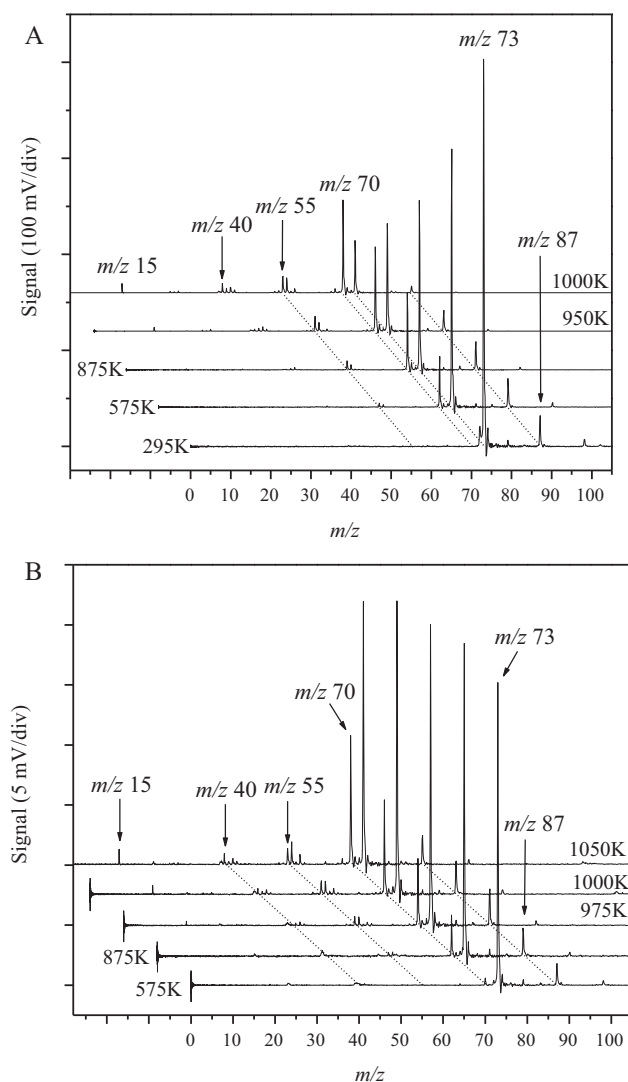 A
m/z 73
m/z 70
m/z 55
m/z 40
m/z 87
m/z 15
1000K
950K
875K
575K
295K
Signal (100 mV/div)
0 10 20 30 40 50 60 70 80 90 100
m/z
B
m/z 73
m/z 70
m/z 55
m/z 40
m/z 15
m/z 87
1050K
1000K
975K
875K
575K
Signal (5 mV/div)
0 10 20 30 40 50 60 70 80 90 100
m/z